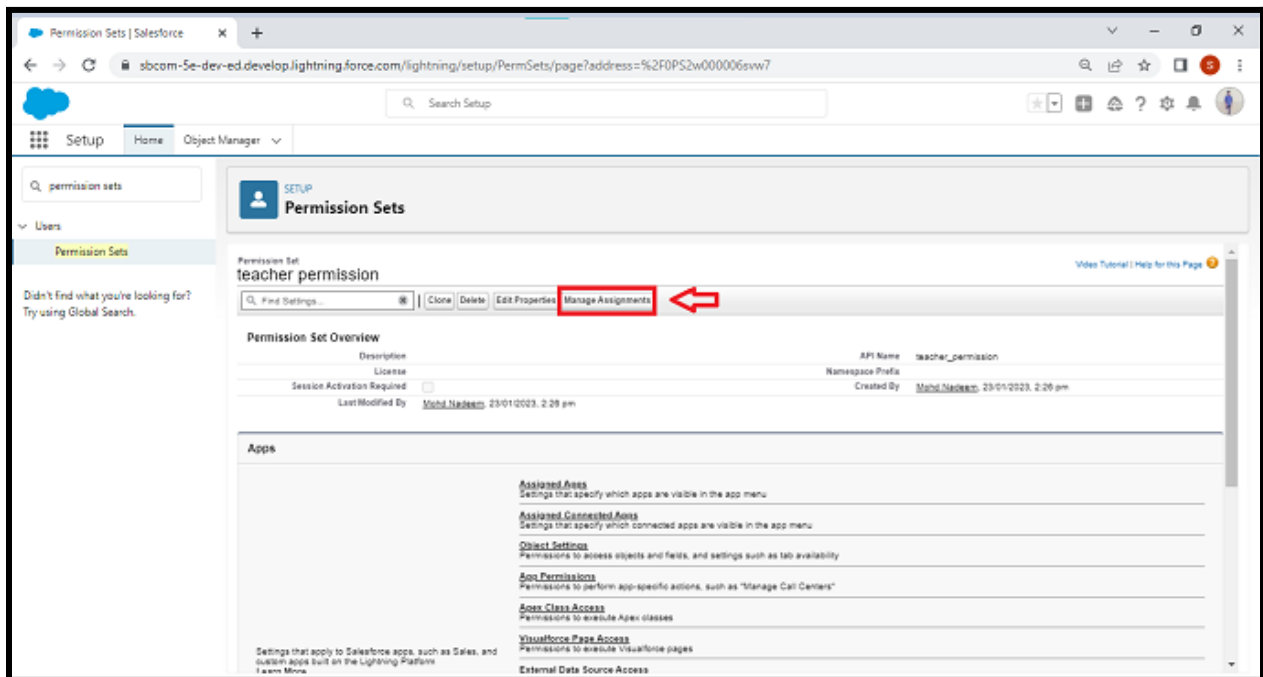 Permission Sets | Salesforce
sbcom-5e-dev-ed.develop.lightning.force.com/lightning/setup/PermSets/page?address=%2F0PS2w000006svw7
S
Search Setup
Setup Home Object Manager
permission sets
Users
Permission Sets
Didn't find what you're looking for?
Try using Global Search.
SETUP
Permission Sets
Permission Set
teacher permission
Video Tutorial | Help for this Page
Find Settings... | Clone Delete Edit Properties Manage Assignments
Permission Set Overview
Description API Name teacher_permission
License Namespace Prefix
Session Activation Required Created By Mohd Nadeem, 23/01/2023, 2:26 pm
Last Modified By Mohd Nadeem, 23/01/2023, 2:26 pm
Apps
Assigned Apps
Settings that specify which apps are visible in the app menu
Assigned Connected Apps
Settings that specify which connected apps are visible in the app menu
Object Settings
Permissions to access objects and fields, and settings such as tab availability
App Permissions
Permissions to perform app-specific actions, such as "Manage Call Centers"
Apex Class Access
Permissions to execute Apex classes
Visualforce Page Access
Permissions to execute Visualforce pages
External Data Source Access
Settings that apply to Salesforce apps, such as Sales, and
custom apps built on the Lightning Platform
Learn More